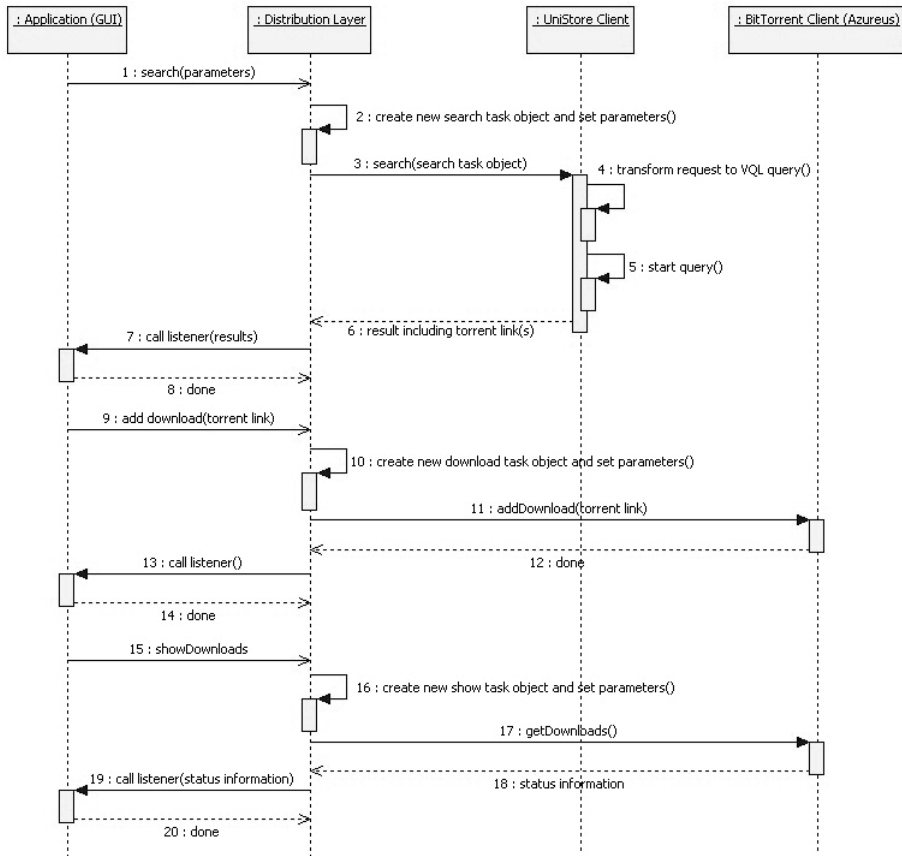 : Application (GUI)
: Distribution Layer
: UniStore Client
: BitTorrent Client (Azureus)
1 : search(parameters)
2 : create new search task object and set parameters()
3 : search(search task object)
4 : transform request to VQL query()
5 : start query()
6 : result including torrent link(s)
7 : call listener(results)
8 : done
9 : add download(torrent link)
10 : create new download task object and set parameters()
11 : addDownload(torrent link)
12 : done
13 : call listener()
14 : done
15 : showDownloads
16 : create new show task object and set parameters()
17 : getDownloads()
18 : status information
19 : call listener(status information)
20 : done